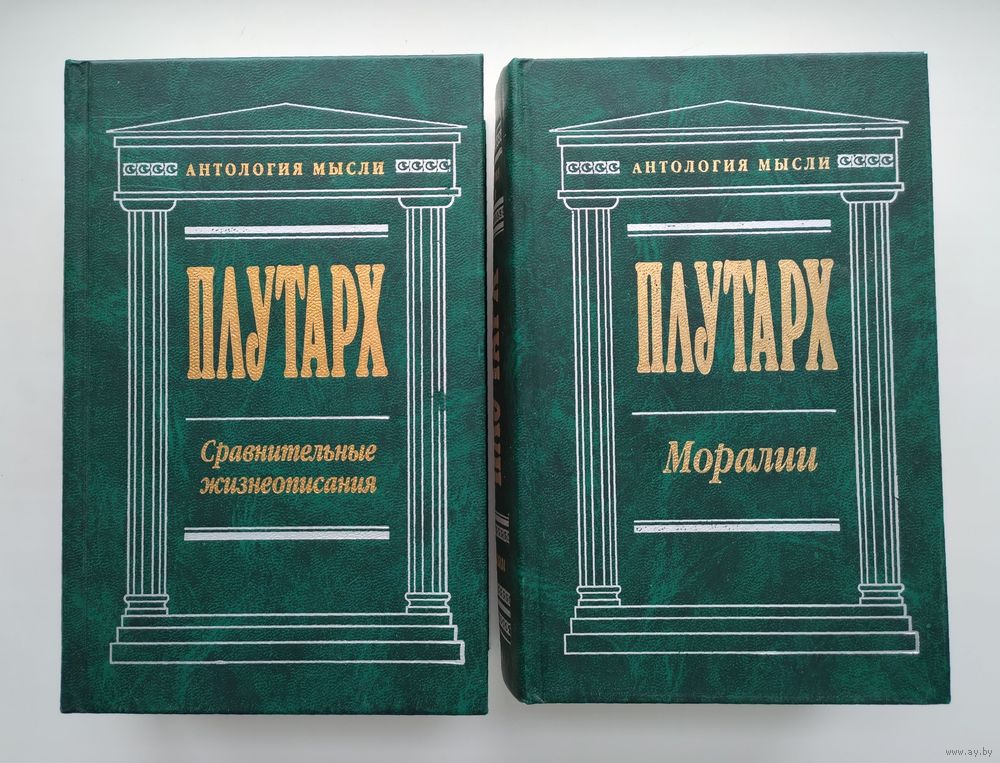 АНТОЛОГИЯ МЫСЛИ
ПЛУТАРХ
Сравнительные
жизнеописания
АНТОЛОГИЯ МЫСЛИ
ПЛУТАРХ
Моралии
www.ay.by